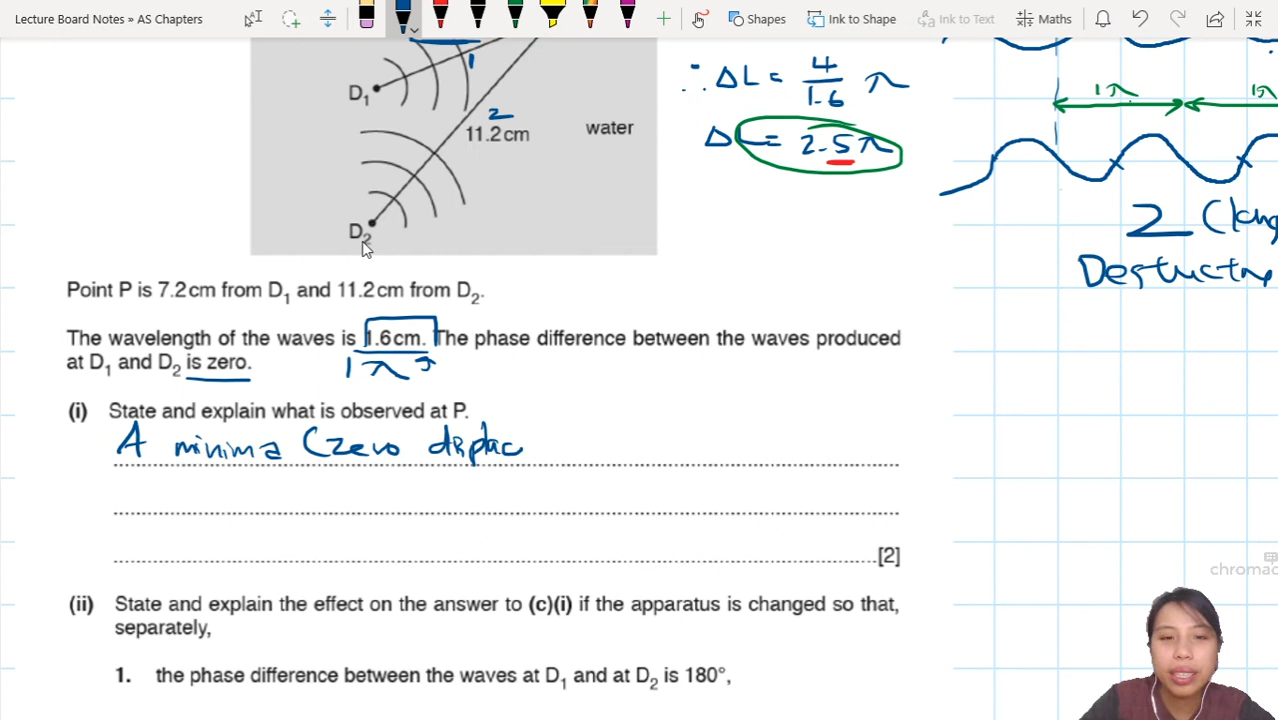 Lecture Board Notes » AS Chapters
Shapes
Ink to Shape
Ink to Text
Maths
1
D1
2
11.2 cm
water
D2
∴ ΔL = 4/1.6 λ
ΔL = 2.5λ
1λ
1λ
2
Destructive
Point P is 7.2 cm from D1 and 11.2 cm from D2.
The wavelength of the waves is 1.6 cm. The phase difference between the waves produced
at D1 and D2 is zero.
1λ
(i) State and explain what is observed at P.
A minima (zero displac
[2]
(ii) State and explain the effect on the answer to (c)(i) if the apparatus is changed so that,
separately,
1. the phase difference between the waves at D1 and at D2 is 180°,